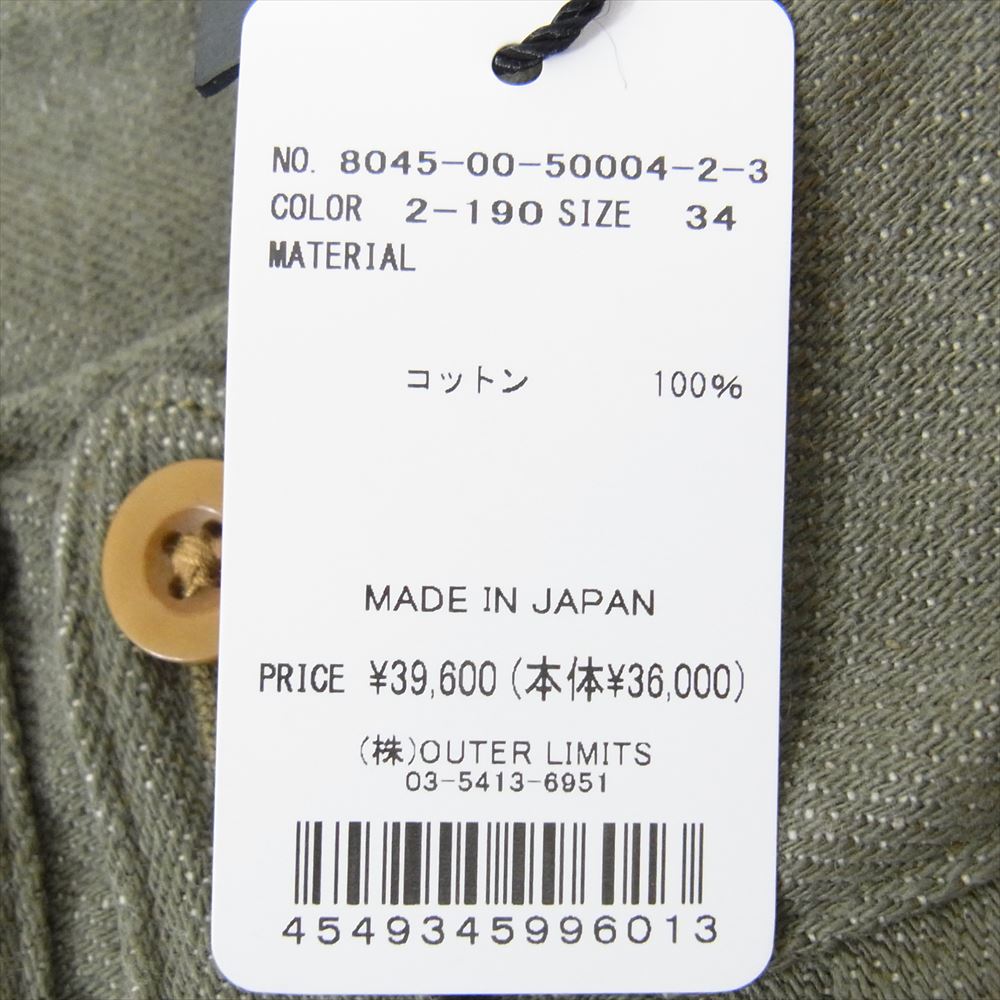 NO. 8045-00-50004-2-3
COLOR 2-190 SIZE 34
MATERIAL
コットン 100%
MADE IN JAPAN
PRICE ¥39,600(本体¥36,000)
(株)OUTER LIMITS
03-5413-6951
4549345996013